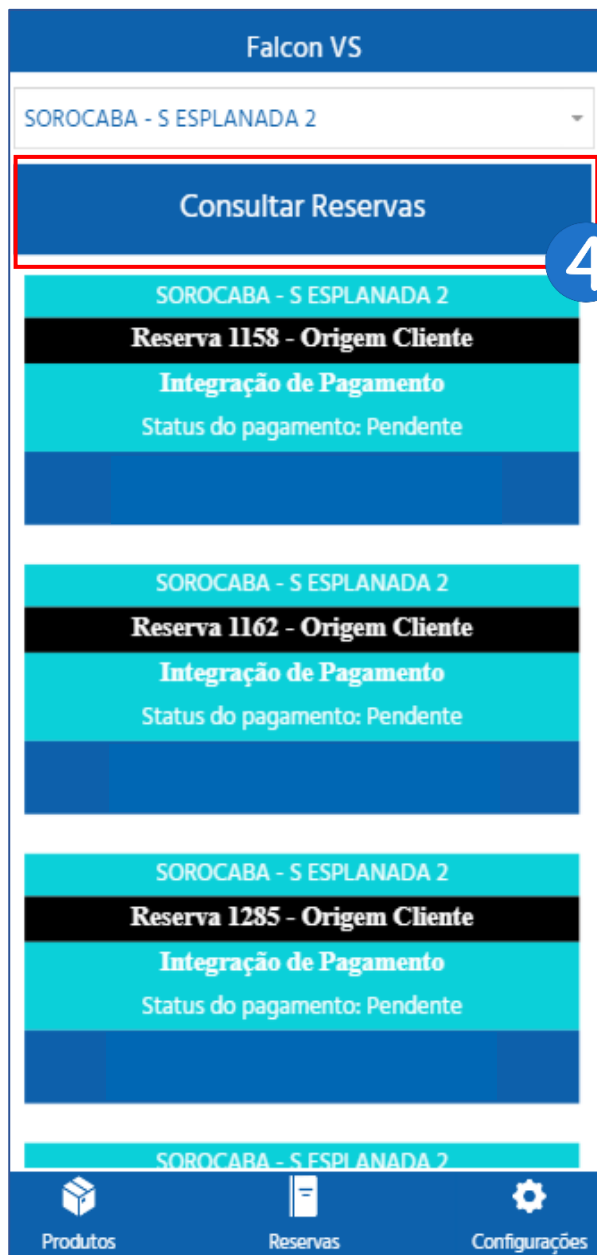 Falcon VS
SOROCABA - S ESPLANADA 2
Consultar Reservas
4
SOROCABA - S ESPLANADA 2
Reserva 1158 - Origem Cliente
Integração de Pagamento
Status do pagamento: Pendente
SOROCABA - S ESPLANADA 2
Reserva 1162 - Origem Cliente
Integração de Pagamento
Status do pagamento: Pendente
SOROCABA - S ESPLANADA 2
Reserva 1285 - Origem Cliente
Integração de Pagamento
Status do pagamento: Pendente
SOROCABA - S ESPLANADA 2
Produtos Reservas Configurações